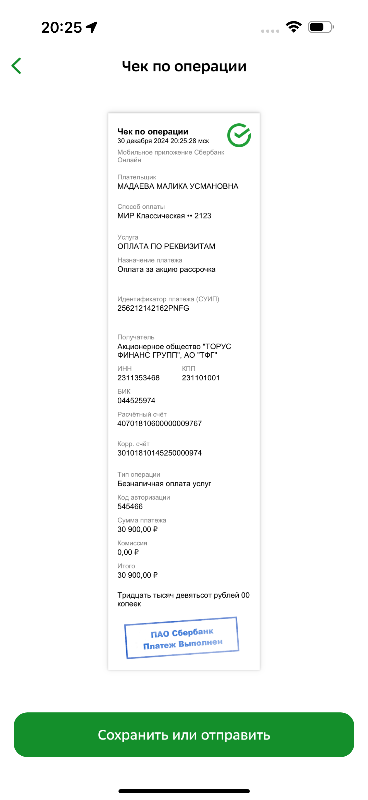 20:25
Чек по операции
Чек по операции
30 декабря 2024 20:25:28 мск
Мобильное приложение Сбербанк
Онлайн
Плательщик
МАДАЕВА МАЛИКА УСМАНОВНА
Способ оплаты
МИР Классическая •• 2123
Услуга
ОПЛАТА ПО РЕКВИЗИТАМ
Назначение платежа
Оплата за акцию рассрочка
Идентификатор платежа (СУИП)
256212142162PNFG
Получатель
Акционерное общество "ТОРУС
ФИНАНС ГРУПП", АО "ТФГ"
ИНН КПП
2311353468 231101001
БИК
044525974
Расчётный счёт
40701810600000009767
Корр. счёт
30101810145250000974
Тип операции
Безналичная оплата услуг
Код авторизации
545466
Сумма платежа
30 900,00 ₽
Комиссия
0,00 ₽
Итого
30 900,00 ₽
Тридцать тысяч девятьсот рублей 00
копеек
ПАО Сбербанк
Платеж Выполнен
Сохранить или отправить